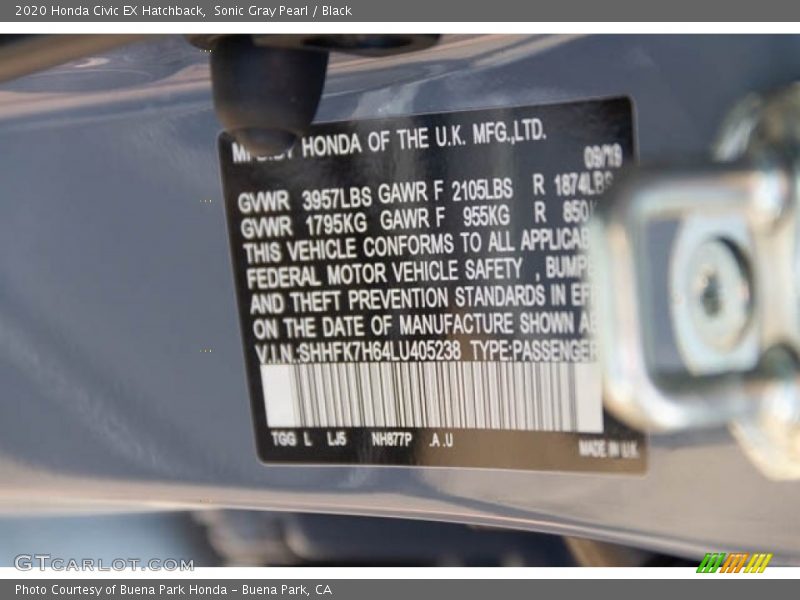 2020 Honda Civic EX Hatchback, Sonic Gray Pearl / Black
HONDA OF THE U.K. MFG.,LTD.
09/19
GVWR 3957LBS GAWR F 2105LBS R 1874LBS
GVWR 1795KG GAWR F 955KG R 850
THIS VEHICLE CONFORMS TO ALL
FEDERAL MOTOR VEHICLE SAFETY ,
AND THEFT PREVENTION STANDARDS IN
ON THE DATE OF MANUFACTURE SHOWN
V.I.N.:SHHFK7H64LU405238 TYPE:PASSENGER
TGG L LJ5 NH877P .A.U
MADE IN U.K.
GTCARLOT.COM
Photo Courtesy of Buena Park Honda - Buena Park, CA